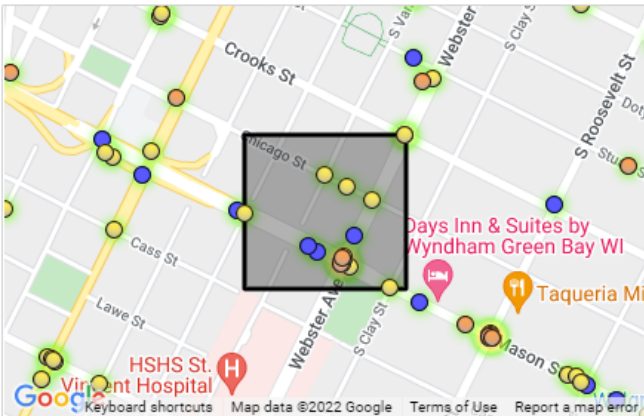 S Van
Webster
S Clay St
Crooks St
S Roosevelt St
Doty
Stu
St
Chicago St
Days Inn & Suites by
Wyndham Green Bay WI
Cass St
Taqueria Mi
Lawe St
Webster Ave
S Clay St
Mason S
HSHS St.
Vincent Hospital
H
Google
Keyboard shortcuts
Map data ©2022 Google
Terms of Use
Report a map error